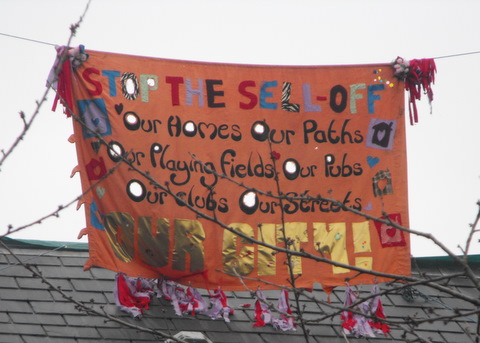 STOP THE SELL-OFF
Our Homes Our Paths
Our Playing fields, Our Pubs
Our clubs Our Streets
OUR CITY!